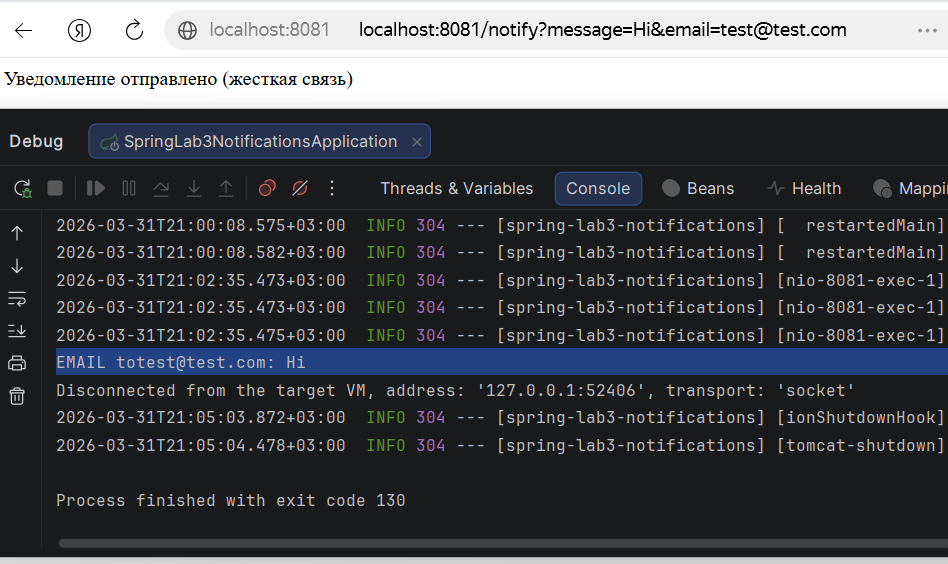 Я localhost:8081 localhost:8081/notify?message=Hi&email=test@test.com
Уведомление отправлено (жесткая связь)
Debug SpringLab3NotificationsApplication
Threads & Variables Console Beans Health Mappin
2026-03-31T21:00:08.575+03:00 INFO 304 --- [spring-lab3-notifications] [ restartedMain]
2026-03-31T21:00:08.582+03:00 INFO 304 --- [spring-lab3-notifications] [ restartedMain]
2026-03-31T21:02:35.473+03:00 INFO 304 --- [spring-lab3-notifications] [nio-8081-exec-1]
2026-03-31T21:02:35.473+03:00 INFO 304 --- [spring-lab3-notifications] [nio-8081-exec-1]
2026-03-31T21:02:35.475+03:00 INFO 304 --- [spring-lab3-notifications] [nio-8081-exec-1]
EMAIL totest@test.com: Hi
Disconnected from the target VM, address: '127.0.0.1:52406', transport: 'socket'
2026-03-31T21:05:03.872+03:00 INFO 304 --- [spring-lab3-notifications] [ionShutdownHook]
2026-03-31T21:05:04.478+03:00 INFO 304 --- [spring-lab3-notifications] [tomcat-shutdown]
Process finished with exit code 130